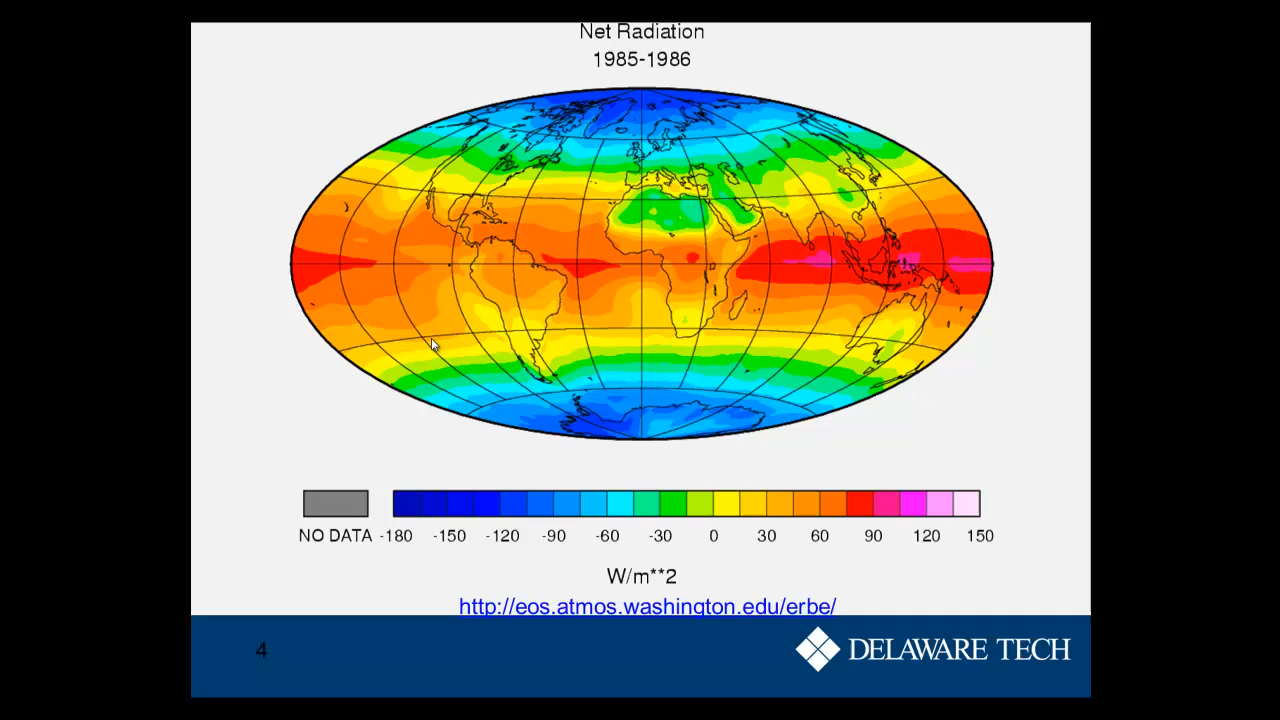 Net Radiation
1985-1986
NO DATA -180 -150 -120 -90 -60 -30 0 30 60 90 120 150
W/m**2
http://eos.atmos.washington.edu/erbe/
4 DELAWARE TECH